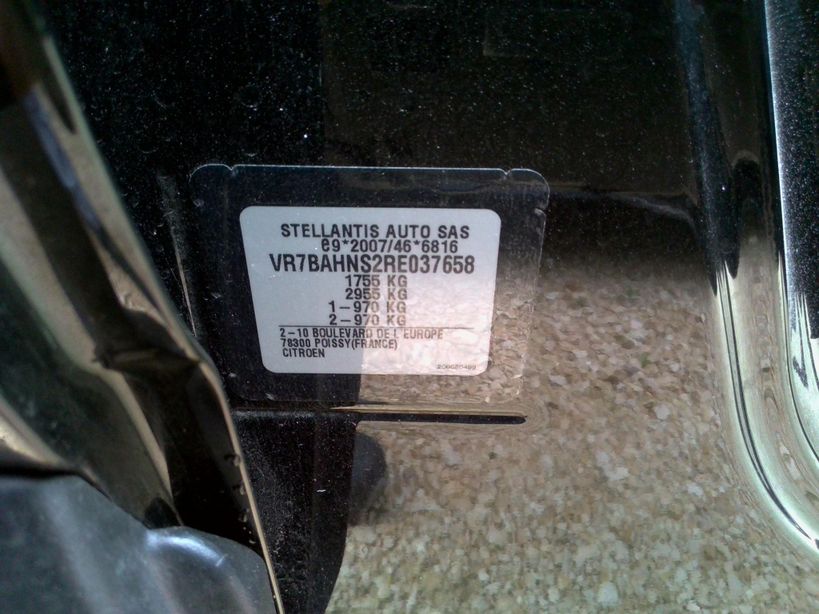 STELLANTIS AUTO SAS
e9*2007/46*6816
VR7BAHNS2RE037658
1755 KG
2955 KG
1-970 KG
2-970 KG
2-10 BOULEVARD DE L'EUROPE
78300 POISSY(FRANCE)
CITROEN